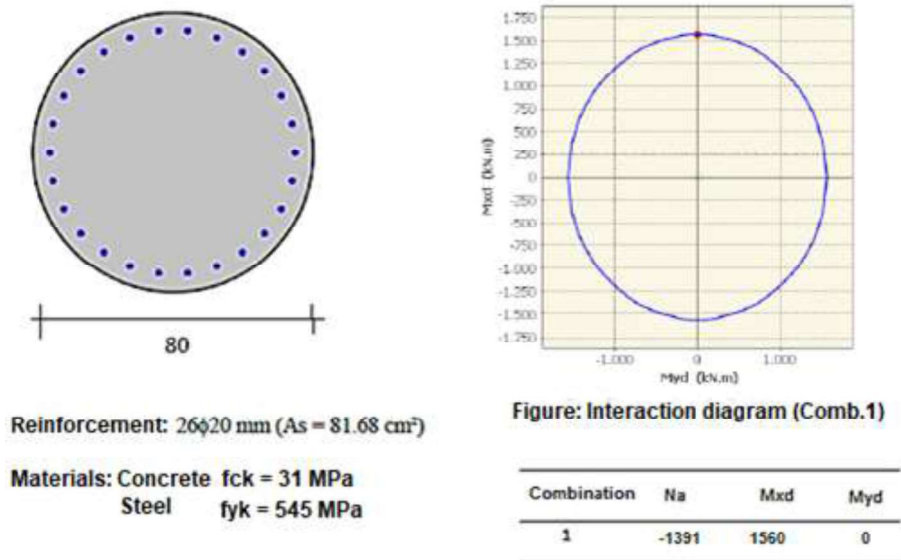 80
Reinforcement: 26ϕ20 mm (As = 81.68 cm²)
Materials: Concrete fck = 31 MPa
Steel fyk = 545 MPa
1.750
1.500
1.250
1.000
750
500
250
0
-250
-500
-750
-1.000
-1.250
-1.500
-1.750
Mxd (kN.m)
-1.000 0 1.000
Myd (kN.m)
Figure: Interaction diagram (Comb.1)
Combination Na Mxd Myd
1 -1391 1560 0